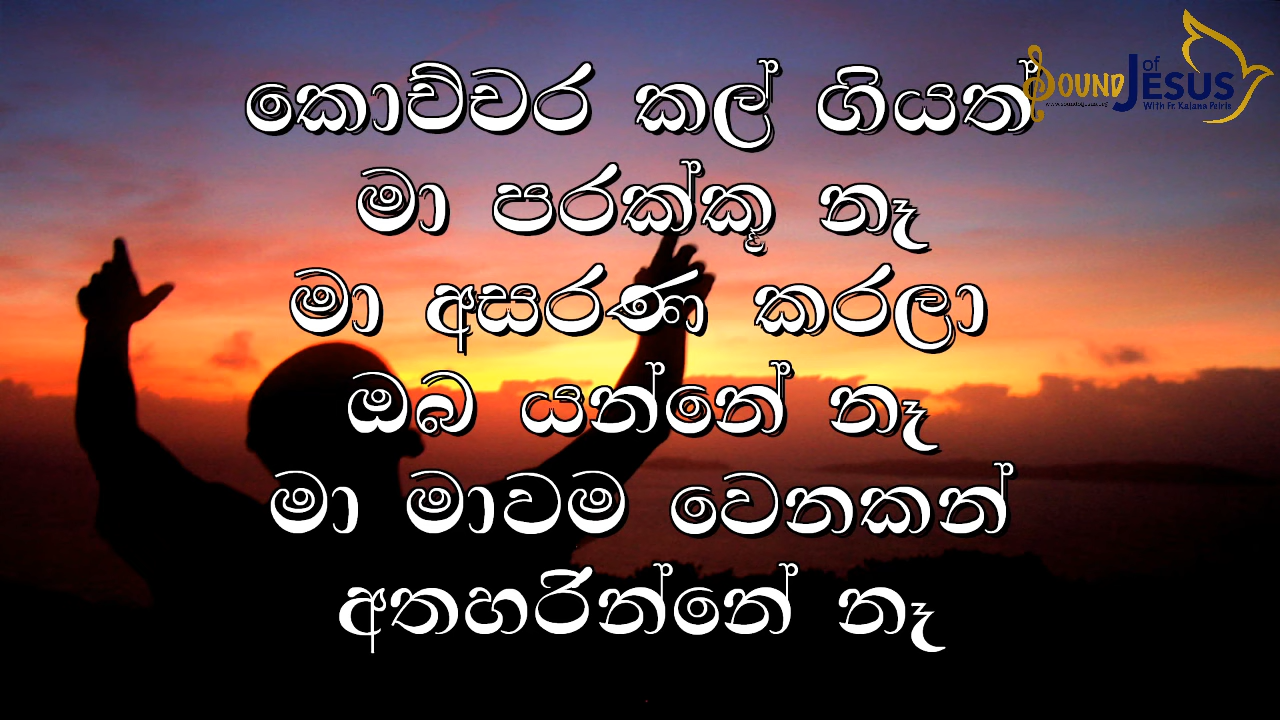 කොච්චර කල් ගියත්
මා පරක්කූ නෑ
මා අසරණ කරලා
ඔබ යන්නේ නෑ
මා මාවම වෙනකන්
අතහරින්නේ නෑ
SOUND of JESUS
With Fr. Kalana Peiris